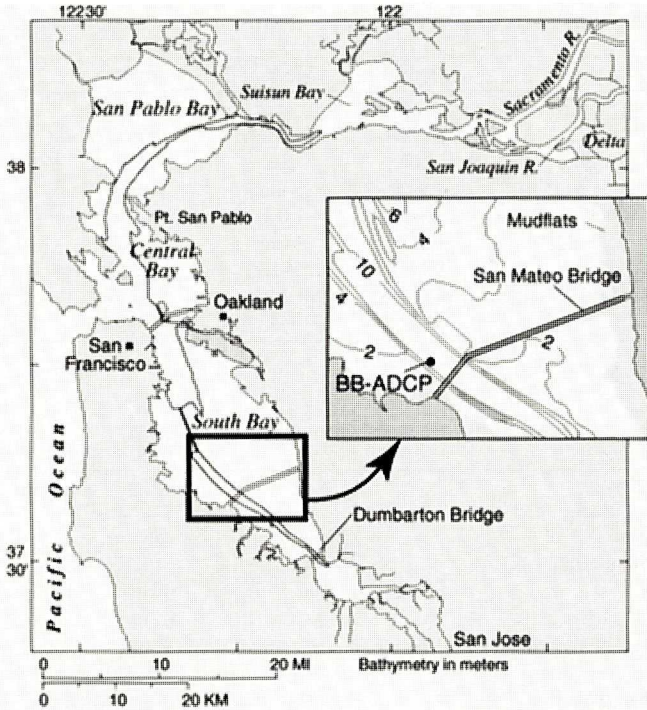 122 30'
122
Sacramento R.
Suisun Bay
San Pablo Bay
Delta
San Joaquin R.
38
Pt. San Pablo
Central
Bay
Oakland
San
Francisco
South Bay
Pacific Ocean
Mudflats
6
4
10
San Mateo Bridge
4
2
2
BB-ADCP
Dumbarton Bridge
37
30'
San Jose
0 10 20 MI
Bathymetry in meters
0 10 20 KM